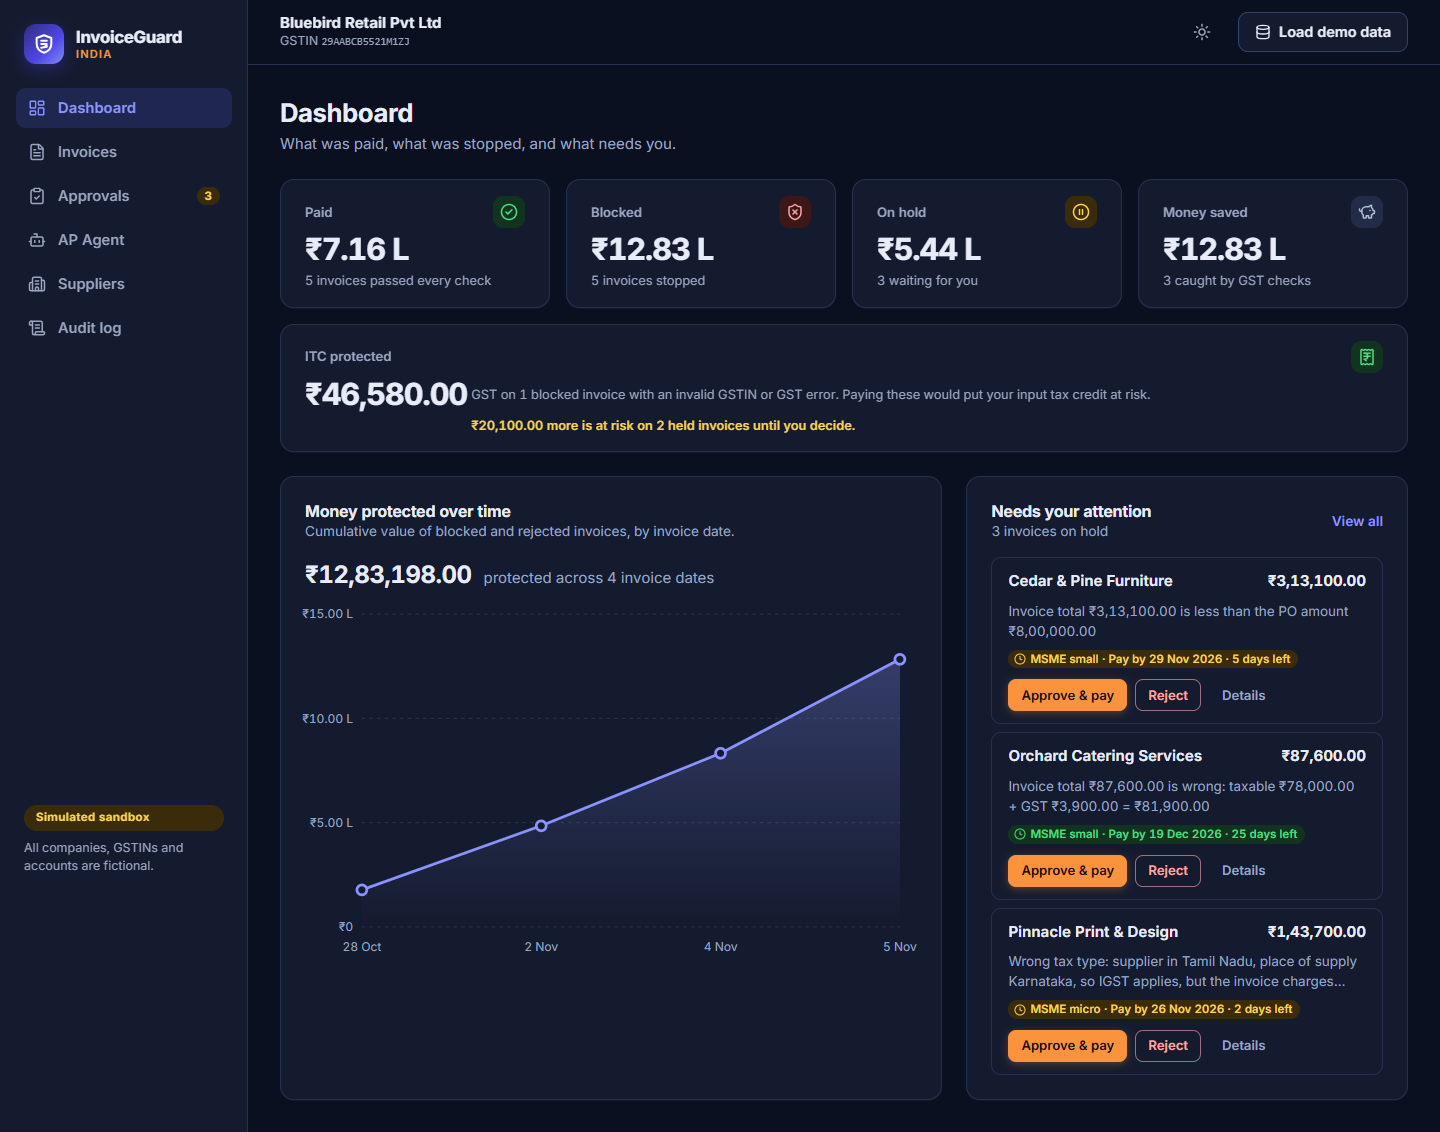 InvoiceGuard
INDIA
Dashboard
Invoices
Approvals 3
AP Agent
Suppliers
Audit log
Simulated sandbox
All companies, GSTINs and
accounts are fictional.
Bluebird Retail Pvt Ltd
GSTIN 29AABCB5521M1ZJ
Load demo data
Dashboard
What was paid, what was stopped, and what needs you.
Paid
₹7.16 L
5 invoices passed every check
Blocked
₹12.83 L
5 invoices stopped
On hold
₹5.44 L
3 waiting for you
Money saved
₹12.83 L
3 caught by GST checks
ITC protected
₹46,580.00 GST on 1 blocked invoice with an invalid GSTIN or GST error. Paying these would put your input tax credit at risk.
₹20,100.00 more is at risk on 2 held invoices until you decide.
Money protected over time
Cumulative value of blocked and rejected invoices, by invoice date.
₹12,83,198.00 protected across 4 invoice dates
₹15.00 L
₹10.00 L
₹5.00 L
₹0
28 Oct 2 Nov 4 Nov 5 Nov
Needs your attention
3 invoices on hold
View all
Cedar & Pine Furniture ₹3,13,100.00
Invoice total ₹3,13,100.00 is less than the PO amount
₹8,00,000.00
MSME small · Pay by 29 Nov 2026 · 5 days left
Approve & pay Reject Details
Orchard Catering Services ₹87,600.00
Invoice total ₹87,600.00 is wrong: taxable ₹78,000.00
+ GST ₹3,900.00 = ₹81,900.00
MSME small · Pay by 19 Dec 2026 · 25 days left
Approve & pay Reject Details
Pinnacle Print & Design ₹1,43,700.00
Wrong tax type: supplier in Tamil Nadu, place of supply
Karnataka, so IGST applies, but the invoice charges...
MSME micro · Pay by 26 Nov 2026 · 2 days left
Approve & pay Reject Details